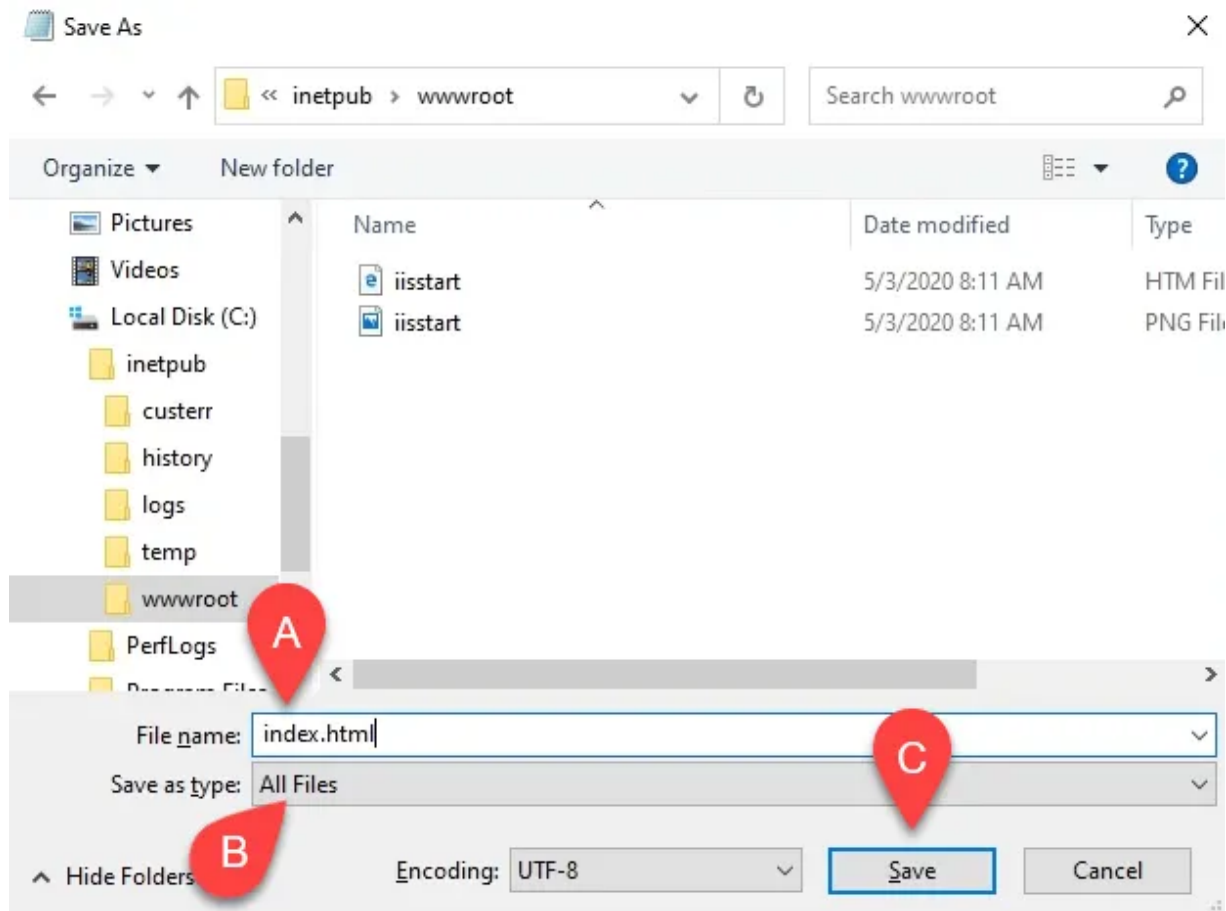 Save As
« inetpub › wwwroot
Search wwwroot
Organize
New folder
?
Pictures
Videos
Local Disk (C:)
inetpub
custerr
history
logs
temp
wwwroot
PerfLogs
Name
Date modified
Type
iisstart
5/3/2020 8:11 AM
HTM Fil
iisstart
5/3/2020 8:11 AM
PNG File
A
File name:
index.html
Save as type:
All Files
B
C
Hide Folders
Encoding:
UTF-8
Save
Cancel